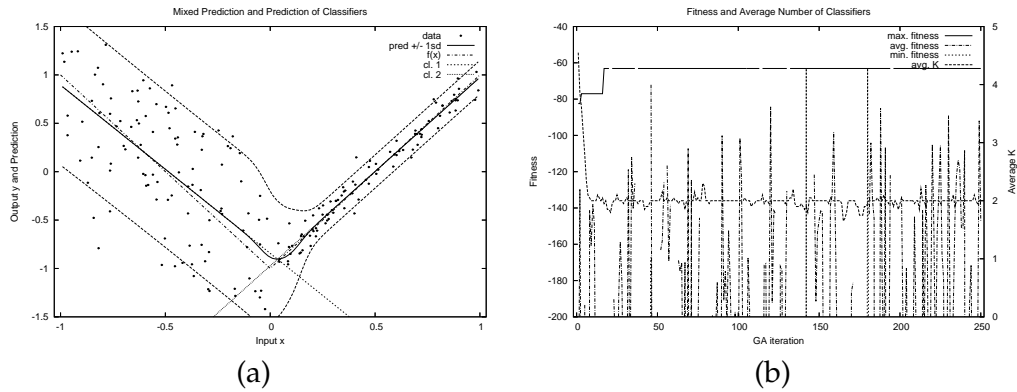 Mixed Prediction and Prediction of Classifiers
data
pred +/- 1sd
f(x)
cl. 1
cl. 2
Output y and Prediction
1.5
1
0.5
0
-0.5
-1
-1.5
-1
-0.5
0
0.5
1
Input x
(a)
Fitness and Average Number of Classifiers
max. fitness
avg. fitness
min. fitness
avg. K
Fitness
-40
-60
-80
-100
-120
-140
-160
-180
-200
0
50
100
150
200
250
GA iteration
5
4
3
2
1
0
Average K
(b)